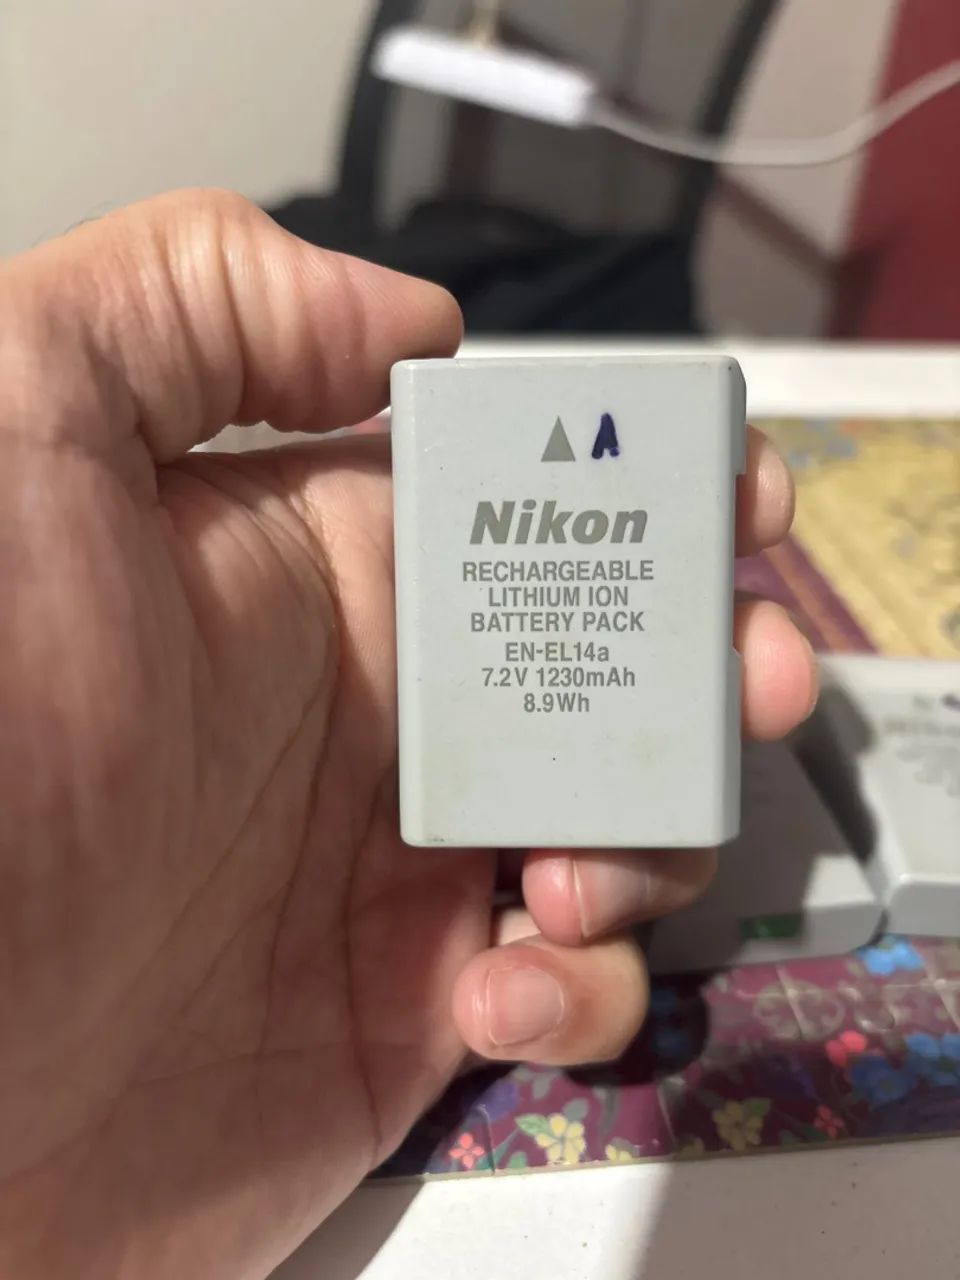 A
Nikon
RECHARGEABLE
LITHIUM ION
BATTERY PACK
EN-EL14a
7.2V 1230mAh
8.9Wh